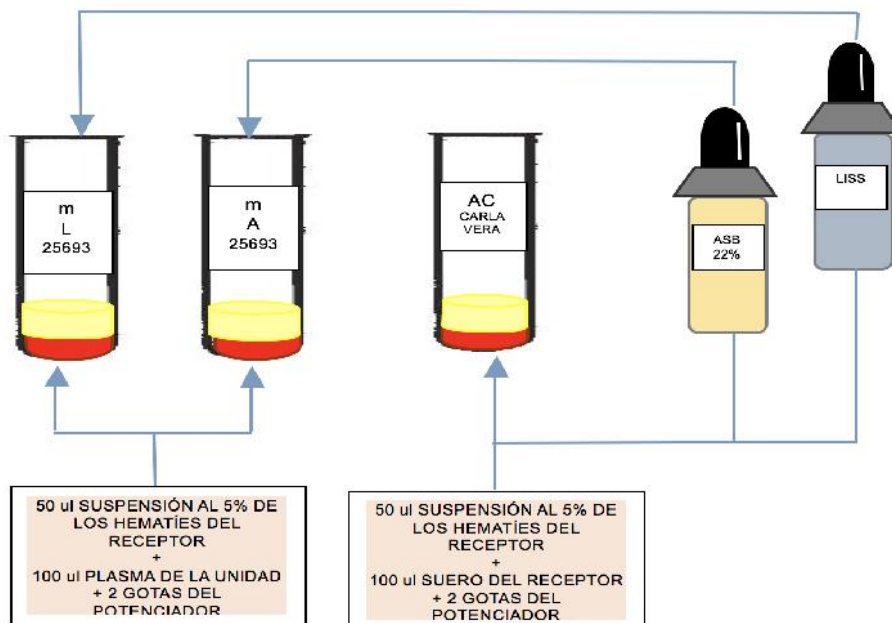 m
L
25693
m
A
25693
AC
CARLA
VERA
ASB
22%
LISS
50 ul SUSPENSIÓN AL 5% DE
LOS HEMATÍES DEL
RECEPTOR
+
100 ul PLASMA DE LA UNIDAD
+ 2 GOTAS DEL
POTENCIADOR
50 ul SUSPENSIÓN AL 5% DE
LOS HEMATÍES DEL
RECEPTOR
+
100 ul SUERO DEL RECEPTOR
+ 2 GOTAS DEL
POTENCIADOR